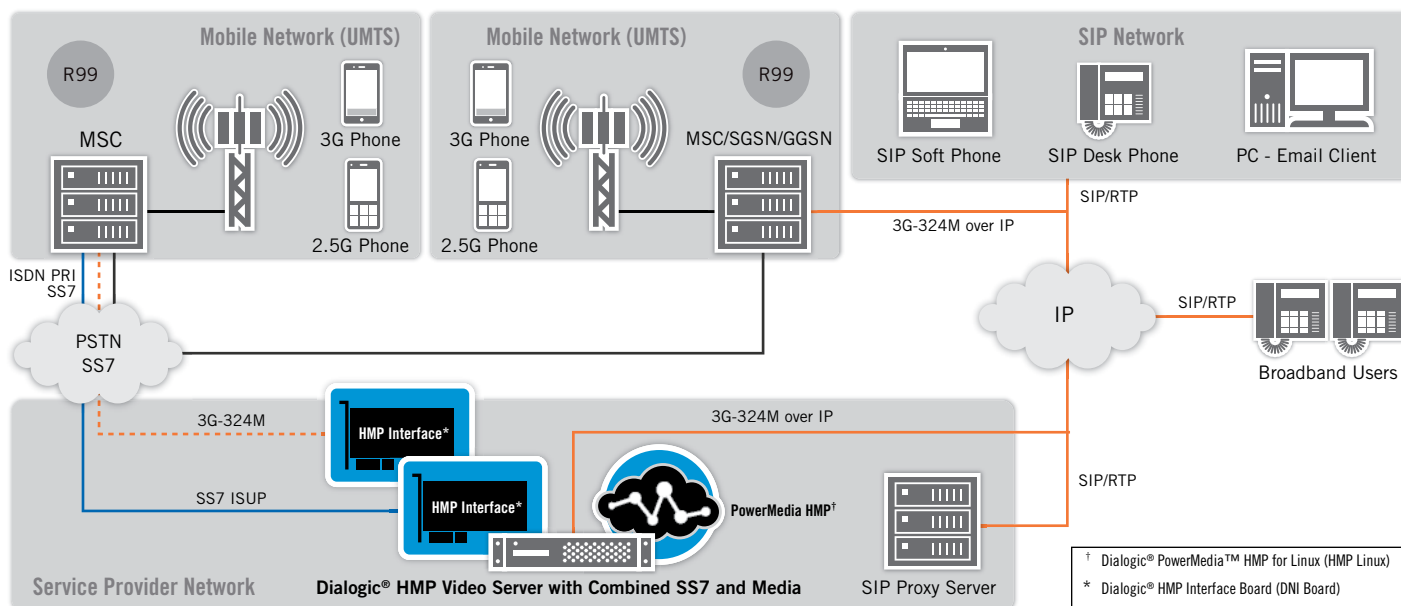 Mobile Network (UMTS)
R99
MSC
3G Phone
2.5G Phone
Mobile Network (UMTS)
R99
3G Phone
2.5G Phone
MSC/SGSN/GGSN
SIP Network
SIP Soft Phone
SIP Desk Phone
PC - Email Client
SIP/RTP
3G-324M over IP
ISDN PRI
SS7
PSTN
SS7
IP
SIP/RTP
Broadband Users
3G-324M
HMP Interface*
3G-324M over IP
SS7 ISUP
HMP Interface*
PowerMedia HMP†
SIP/RTP
Service Provider Network
Dialogic® HMP Video Server with Combined SS7 and Media
SIP Proxy Server
† Dialogic® PowerMedia™ HMP for Linux (HMP Linux)
* Dialogic® HMP Interface Board (DNI Board)